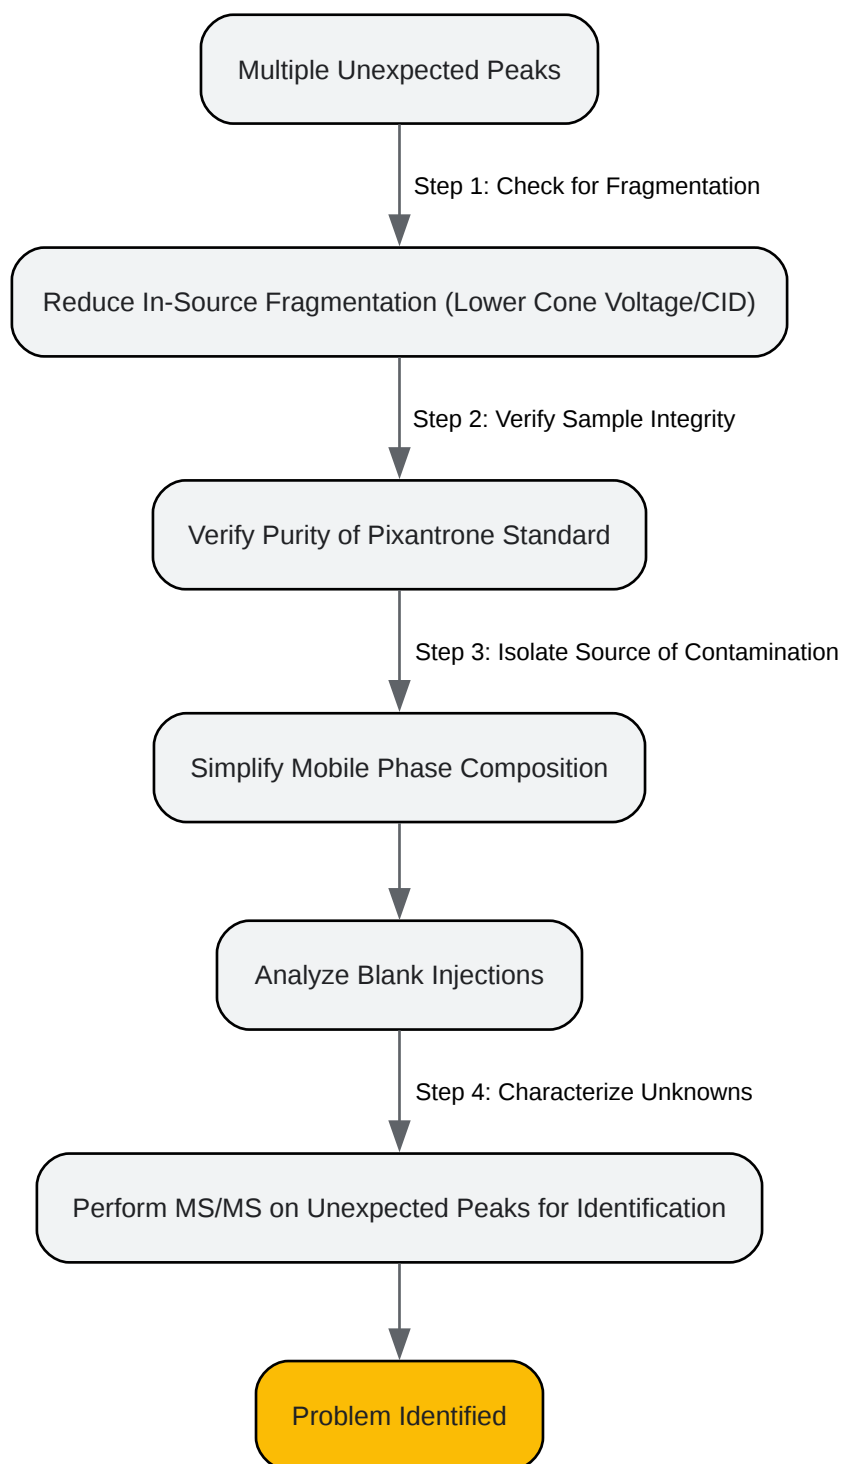 Multiple Unexpected Peaks
Step 1: Check for Fragmentation
Reduce In-Source Fragmentation (Lower Cone Voltage/CID)
Step 2: Verify Sample Integrity
Verify Purity of Pixantrone Standard
Step 3: Isolate Source of Contamination
Simplify Mobile Phase Composition
Analyze Blank Injections
Step 4: Characterize Unknowns
Perform MS/MS on Unexpected Peaks for Identification
Problem Identified